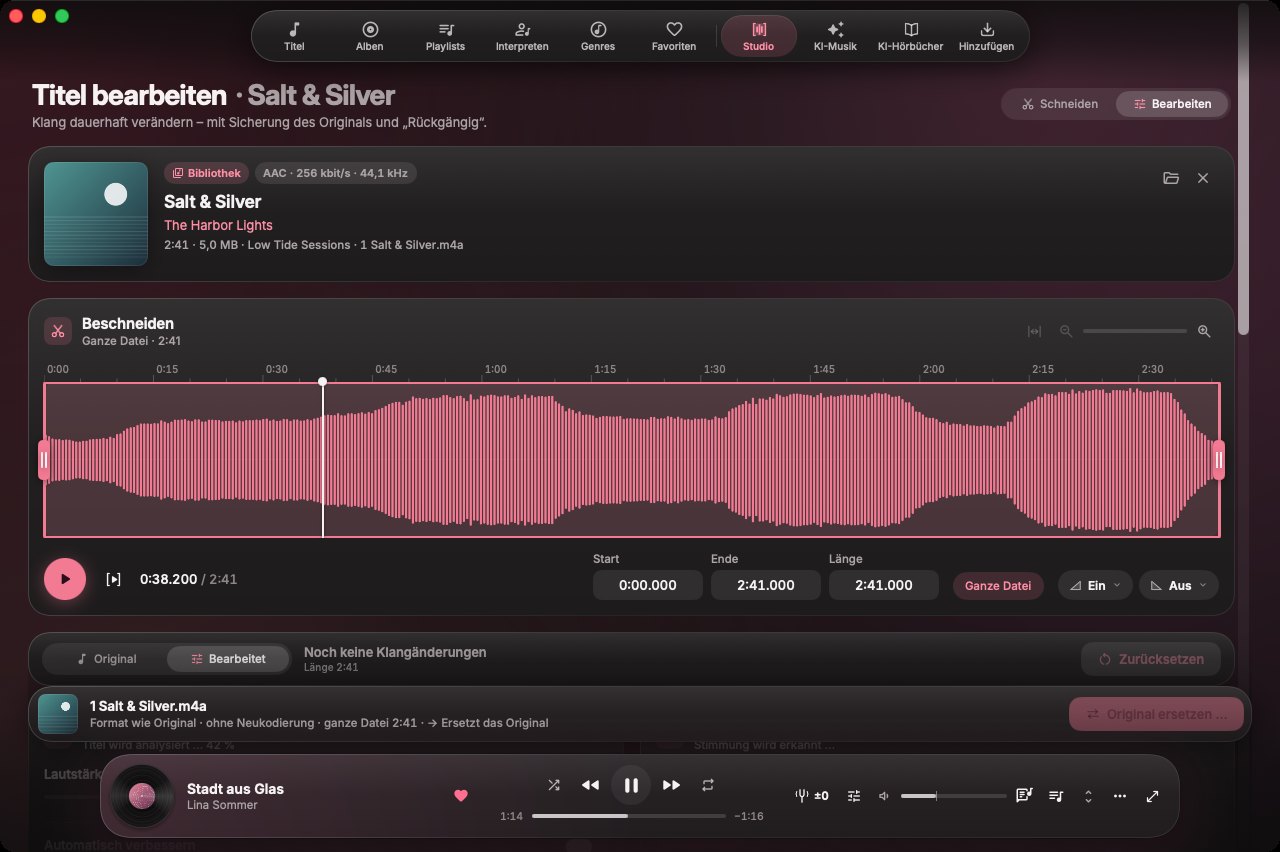 Titel
Alben
Playlists
Interpreten
Genres
Favoriten
Studio
KI-Musik
KI-Hörbücher
Hinzufügen
Titel bearbeiten · Salt & Silver
Klang dauerhaft verändern – mit Sicherung des Originals und „Rückgängig“.
Schneiden
Bearbeiten
Bibliothek
AAC · 256 kbit/s · 44,1 kHz
Salt & Silver
The Harbor Lights
2:41 · 5,0 MB · Low Tide Sessions · 1 Salt & Silver.m4a
Beschneiden
Ganze Datei · 2:41
0:00 0:15 0:30 0:45 1:00 1:15 1:30 1:45 2:00 2:15 2:30
0:38.200 / 2:41
Start
0:00.000
Ende
2:41.000
Länge
2:41.000
Ganze Datei
Ein
Aus
Original
Bearbeitet
Noch keine Klangänderungen
Länge 2:41
Zurücksetzen
1 Salt & Silver.m4a
Format wie Original · ohne Neukodierung · ganze Datei 2:41 · → Ersetzt das Original
Original ersetzen ...
Titel wird analysiert ... 42 %
Stimmung wird erkannt ...
Lautstärk
Stadt aus Glas
Lina Sommer
1:14
−1:16
±0
Automatisch verbessern